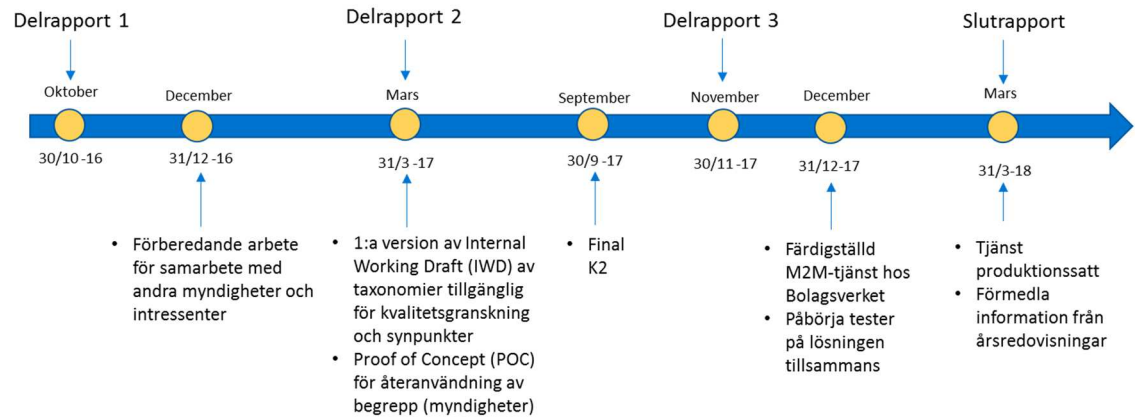 Delrapport 1
Delrapport 2
Delrapport 3
Slutrapport
Oktober
December
Mars
September
November
December
Mars
30/10-16
31/12-16
31/3-17
30/9-17
30/11-17
31/12-17
31/3-18
• Förberedande arbete
för samarbete med
andra myndigheter och
intressenter
• 1:a version av Internal
Working Draft (IWD) av
taxonomier tillgänglig
för kvalitetsgranskning
och synpunkter
• Proof of Concept (POC)
för återanvändning av
begrepp (myndigheter)
• Final
K2
• Färdigställd
M2M-tjänst hos
Bolagsverket
• Påbörja tester
på lösningen
tillsammans
• Tjänst
produktionssatt
• Förmedla
information från
årsredovisningar